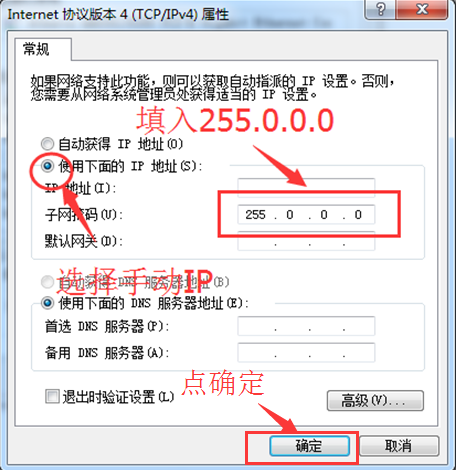 Internet 协议版本 4 (TCP/IPv4) 属性
常规
如果网络支持此功能，则可以获取自动指派的 IP 设置。否则，
您需要从网络系统管理员处获得适当的 IP 设置。
填入255.0.0.0
自动获得 IP 地址(O)
使用下面的 IP 地址(S):
IP 地址(I):
子网掩码(U):
255 . 0 . 0 . 0
默认网关(D):
选择手动IP
自动获得 DNS 服务器地址(B)
使用下面的 DNS 服务器地址(E):
首选 DNS 服务器(P):
备用 DNS 服务器(A):
点确定
退出时验证设置(L)
高级(V)...
确定
取消